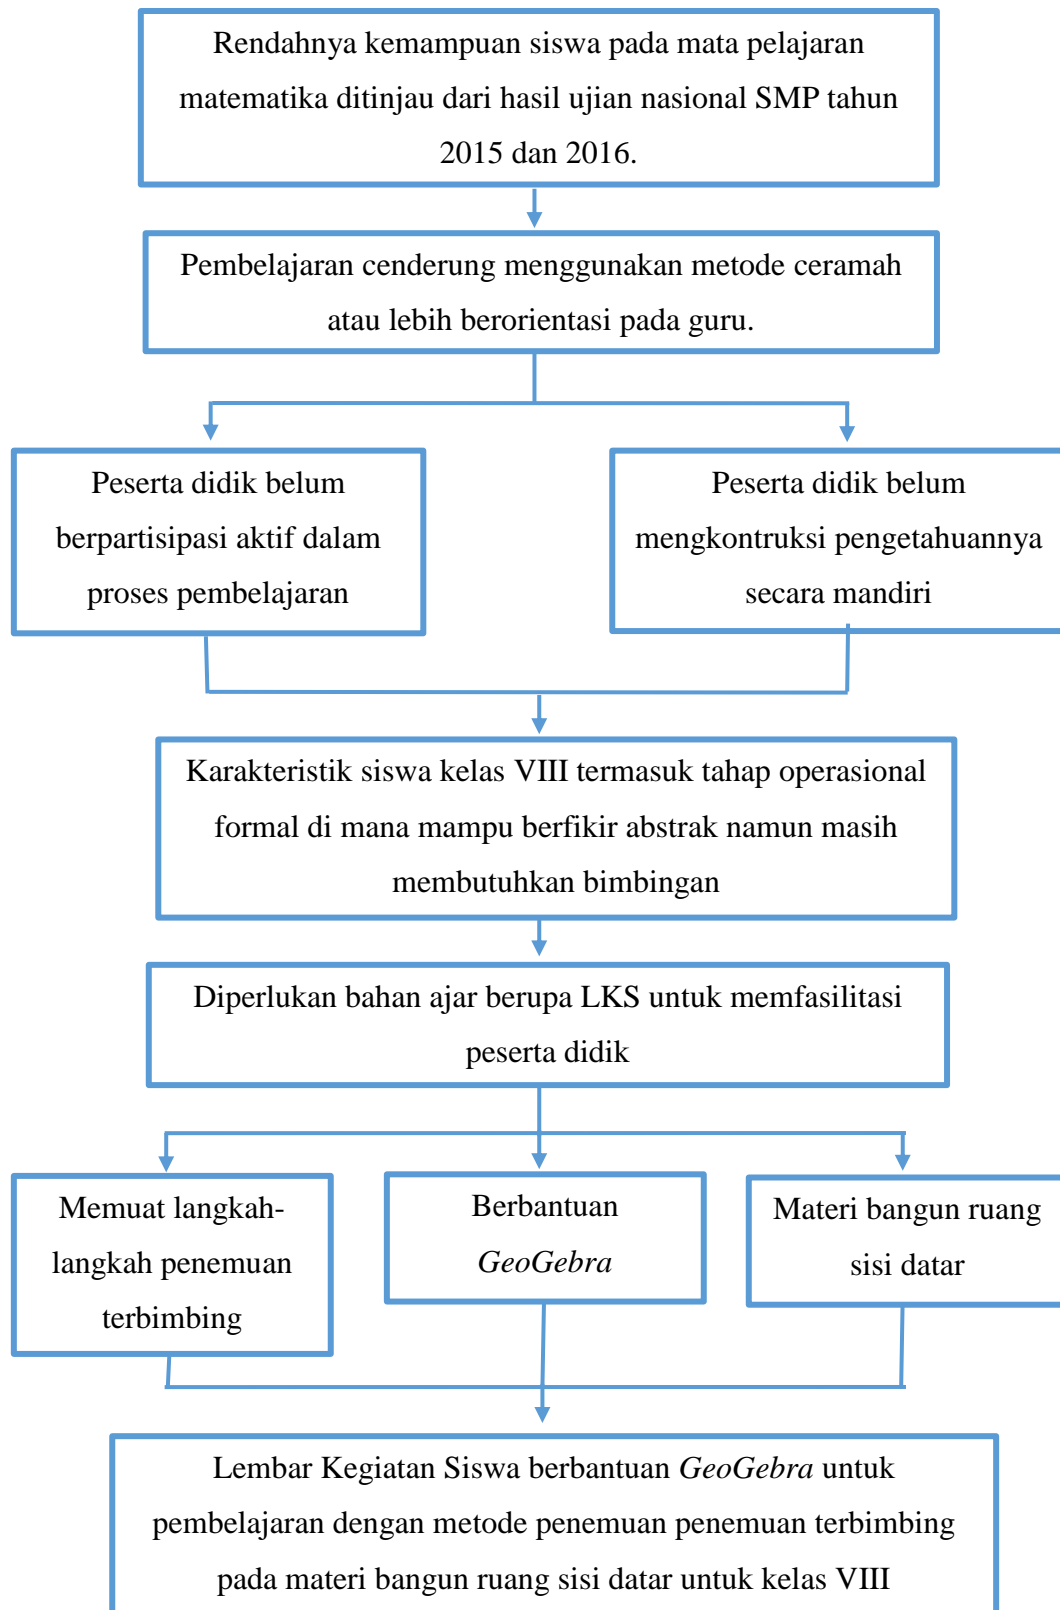 Rendahnya kemampuan siswa pada mata pelajaran
matematika ditinjau dari hasil ujian nasional SMP tahun
2015 dan 2016.
Pembelajaran cenderung menggunakan metode ceramah
atau lebih berorientasi pada guru.
Peserta didik belum
berpartisipasi aktif dalam
proses pembelajaran
Peserta didik belum
mengkontruksi pengetahuannya
secara mandiri
Karakteristik siswa kelas VIII termasuk tahap operasional
formal di mana mampu berfikir abstrak namun masih
membutuhkan bimbingan
Diperlukan bahan ajar berupa LKS untuk memfasilitasi
peserta didik
Memuat langkah-
langkah penemuan
terbimbing
Berbantuan
GeoGebra
Materi bangun ruang
sisi datar
Lembar Kegiatan Siswa berbantuan GeoGebra untuk
pembelajaran dengan metode penemuan penemuan terbimbing
pada materi bangun ruang sisi datar untuk kelas VIII